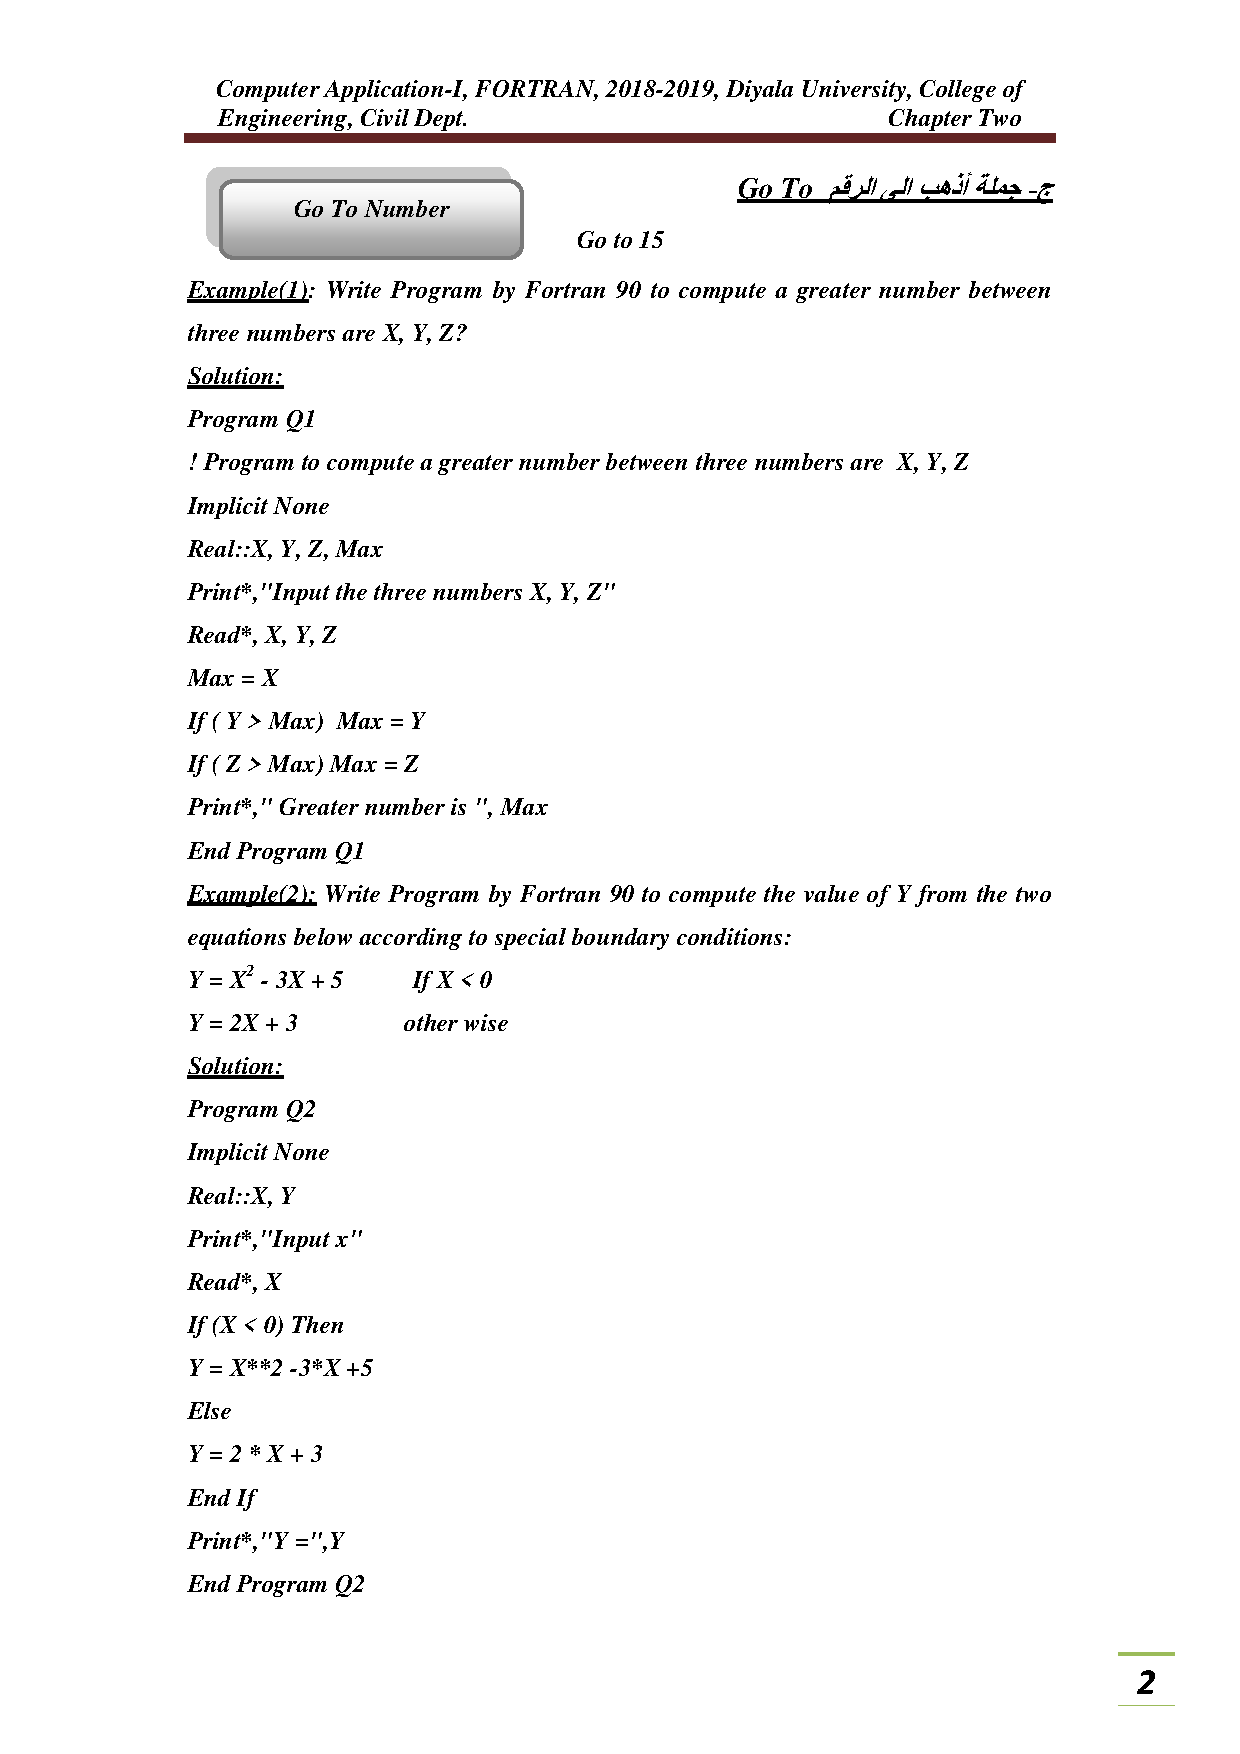 Computer Application-I, FORTRAN, 2018-2019, Diyala University, College of
Engineering, Civil Dept. Chapter Two
ج- جملة أذهب الى الرقم Go To
Go To Number
Go to 15
Example(1): Write Program by Fortran 90 to compute a greater number between
three numbers are X, Y, Z?
Solution:
Program Q1
! Program to compute a greater number between three numbers are X, Y, Z
Implicit None
Real::X, Y, Z, Max
Print*,"Input the three numbers X, Y, Z"
Read*, X, Y, Z
Max = X
If ( Y > Max) Max = Y
If ( Z > Max) Max = Z
Print*," Greater number is ", Max
End Program Q1
Example(2): Write Program by Fortran 90 to compute the value of Y from the two
equations below according to special boundary conditions:
Y = X² - 3X + 5 If X < 0
Y = 2X + 3 other wise
Solution:
Program Q2
Implicit None
Real::X, Y
Print*,"Input x"
Read*, X
If (X < 0) Then
Y = X**2 -3*X +5
Else
Y = 2 * X + 3
End If
Print*,"Y =",Y
End Program Q2
2